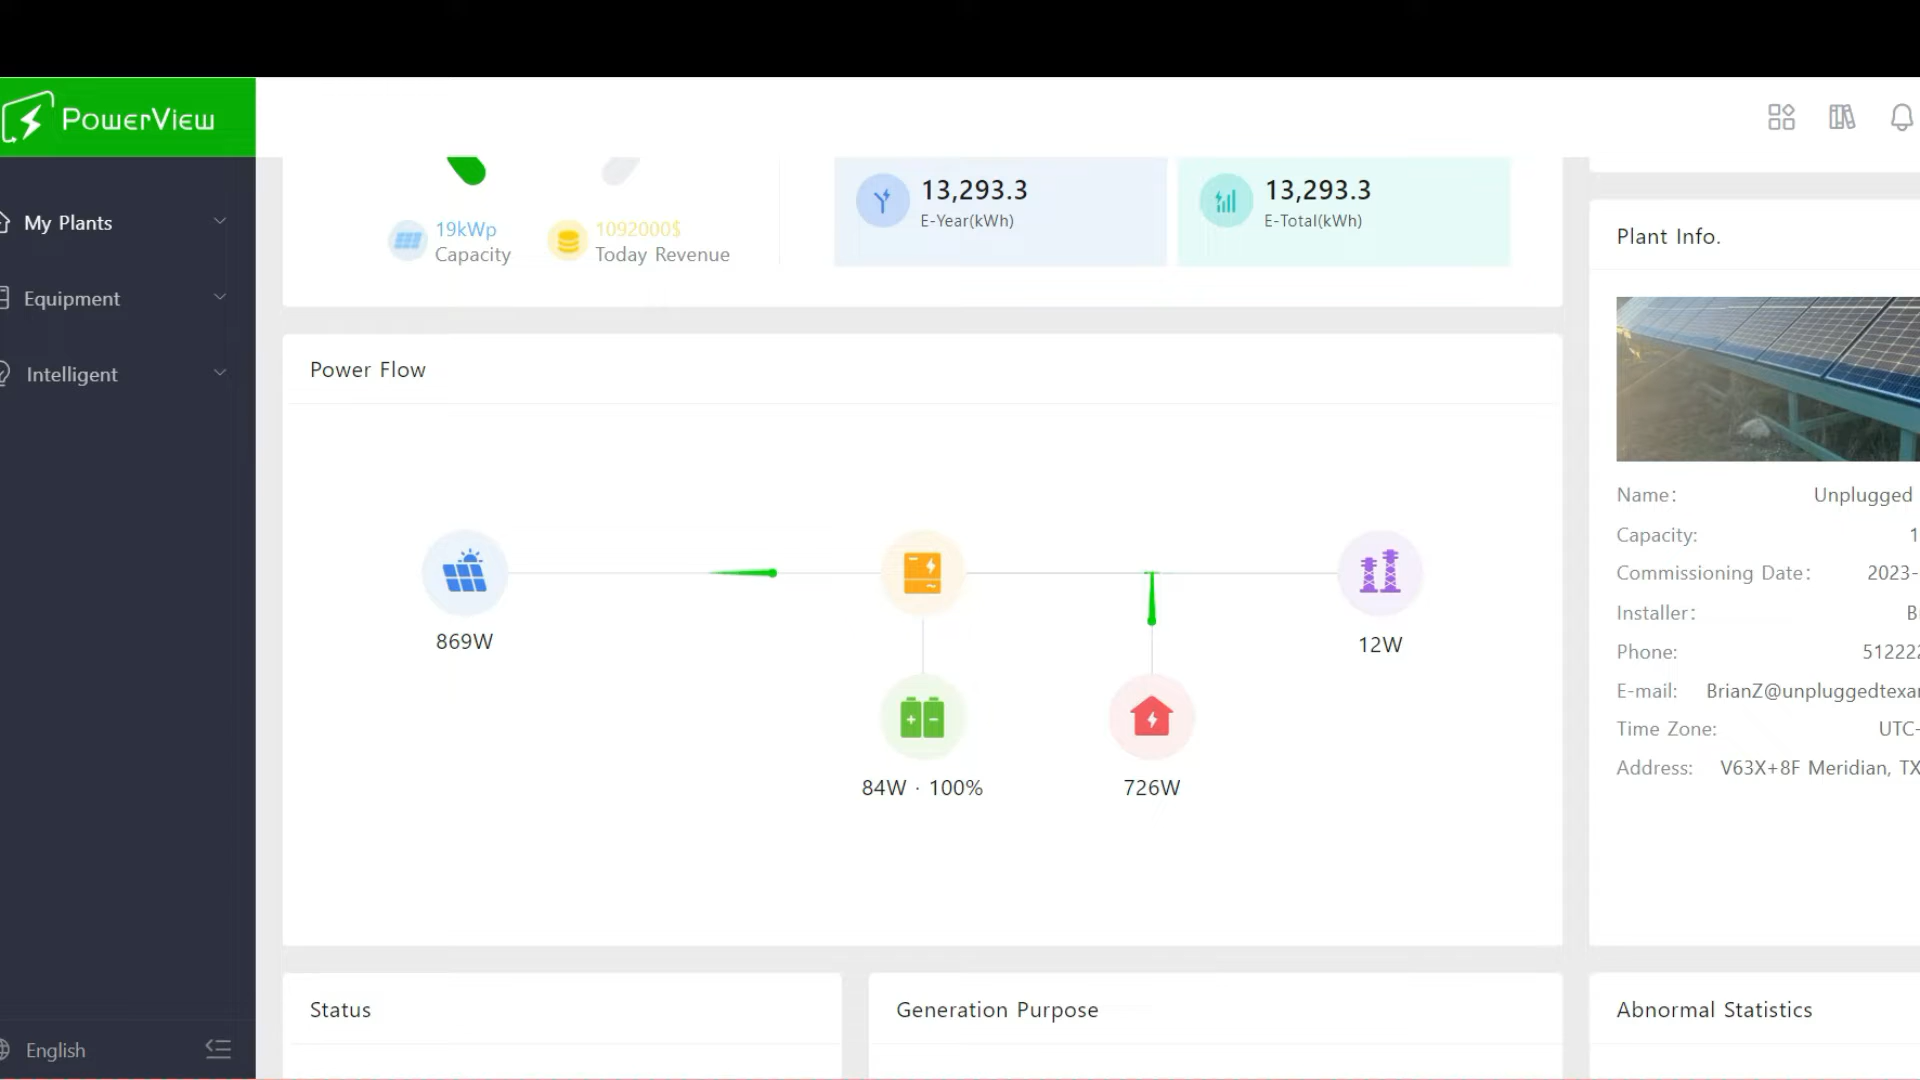 PowerView
My Plants
Equipment
Intelligent
English
19kWp
Capacity
1092000$
Today Revenue
13,293.3
E-Year(kWh)
13,293.3
E-Total(kWh)
Power Flow
869W
12W
84W · 100%
726W
Status
Generation Purpose
Plant Info.
Name: Unplugged
Capacity: 1
Commissioning Date: 2023-
Installer: B
Phone: 512222
E-mail: BrianZ@unpluggedtexa
Time Zone: UTC-
Address: V63X+8F Meridian, TX
Abnormal Statistics